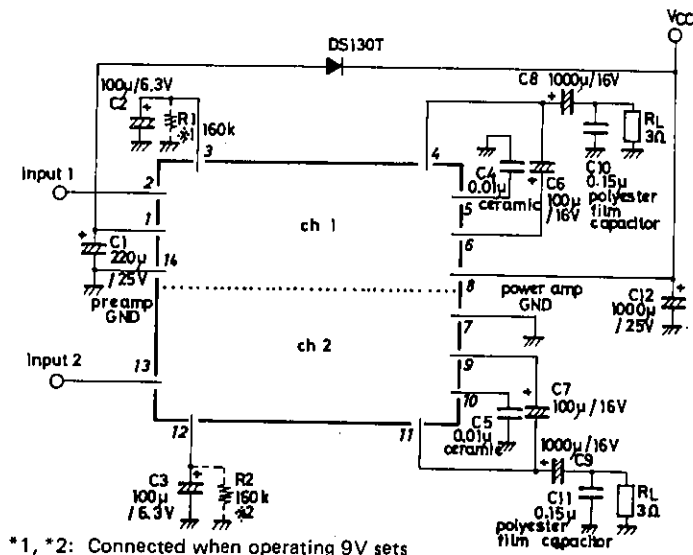 VCC
DS130T
100μ/6.3V
C2
+
R1
*1
160k
C8 1000μ/16V
+
RL
3Ω
3
4
Input 1
2
C4
0.01μ
ceramic
C6
100μ
/16V
+
C10
0.15μ
polyester
film
capacitor
5
1
ch 1
6
+
C1
220μ
/25V
14
preamp
GND
8
power amp
GND
+
C12
1000μ
/25V
7
ch 2
Input 2
13
9
10
+
C7
100μ/16V
C5
0.01μ
ceramic
12
11
1000μ/16V
+
C9
C3
100μ
/6.3V
+
R2
160k
*2
C11
0.15μ
polyester
film capacitor
RL
3Ω
*1, *2: Connected when operating 9V sets